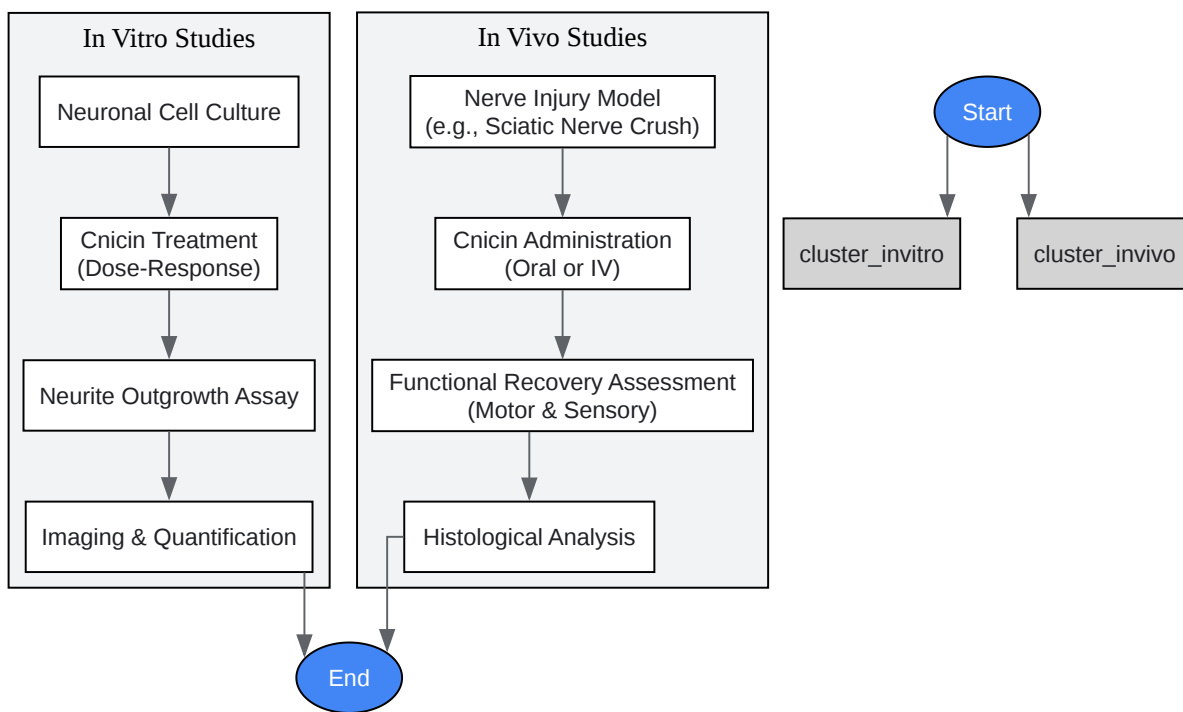 In Vitro Studies
Neuronal Cell Culture
Cnicin Treatment
(Dose-Response)
Neurite Outgrowth Assay
Imaging & Quantification
In Vivo Studies
Nerve Injury Model
(e.g., Sciatic Nerve Crush)
Cnicin Administration
(Oral or IV)
Functional Recovery Assessment
(Motor & Sensory)
Histological Analysis
End
Start
cluster_invitro
cluster_invivo